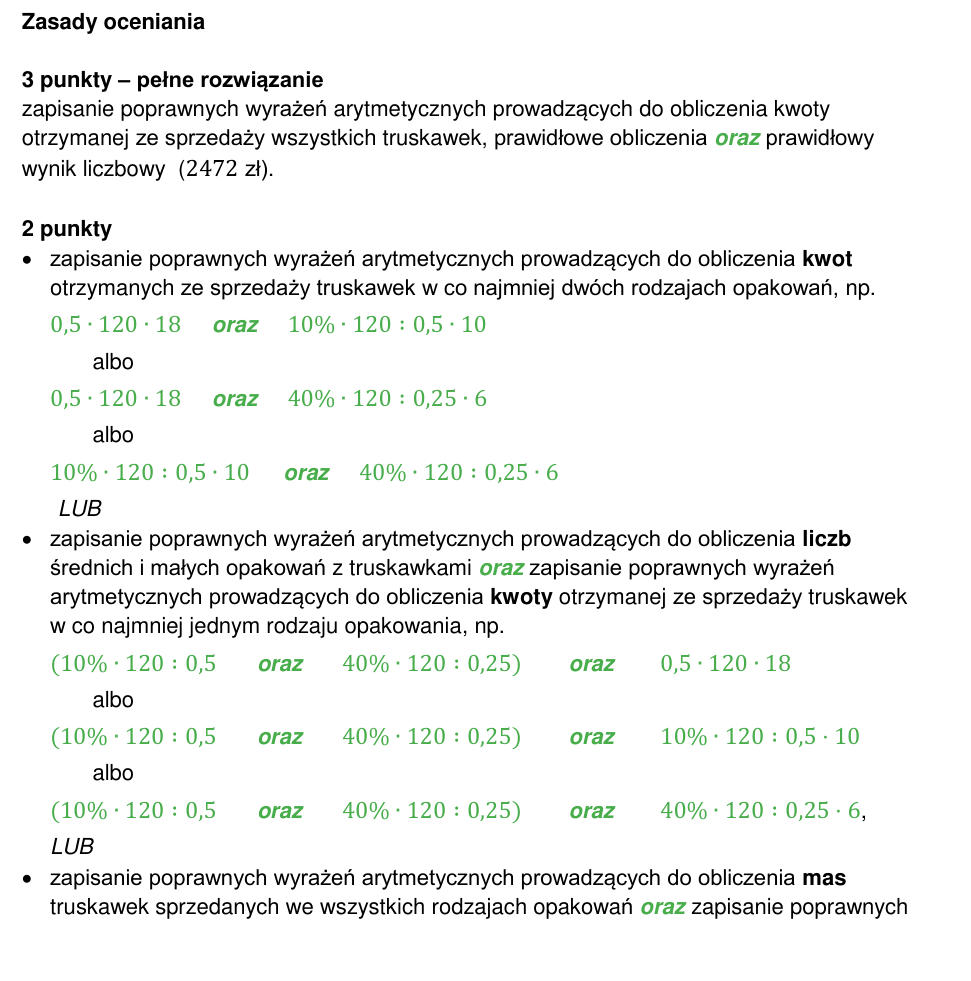 Zasady oceniania
3 punkty – pełne rozwiązanie
zapisanie poprawnych wyrażeń arytmetycznych prowadzących do obliczenia kwoty
otrzymanej ze sprzedaży wszystkich truskawek, prawidłowe obliczenia oraz prawidłowy
wynik liczbowy (2472 zł).
2 punkty
• zapisanie poprawnych wyrażeń arytmetycznych prowadzących do obliczenia kwot
otrzymanych ze sprzedaży truskawek w co najmniej dwóch rodzajach opakowań, np.
0,5 · 120 · 18 oraz 10% · 120 : 0,5 · 10
albo
0,5 · 120 · 18 oraz 40% · 120 : 0,25 · 6
albo
10% · 120 : 0,5 · 10 oraz 40% · 120 : 0,25 · 6
LUB
• zapisanie poprawnych wyrażeń arytmetycznych prowadzących do obliczenia liczb
średnich i małych opakowań z truskawkami oraz zapisanie poprawnych wyrażeń
arytmetycznych prowadzących do obliczenia kwoty otrzymanej ze sprzedaży truskawek
w co najmniej jednym rodzaju opakowania, np.
(10% · 120 : 0,5 oraz 40% · 120 : 0,25) oraz 0,5 · 120 · 18
albo
(10% · 120 : 0,5 oraz 40% · 120 : 0,25) oraz 10% · 120 : 0,5 · 10
albo
(10% · 120 : 0,5 oraz 40% · 120 : 0,25) oraz 40% · 120 : 0,25 · 6,
LUB
• zapisanie poprawnych wyrażeń arytmetycznych prowadzących do obliczenia mas
truskawek sprzedanych we wszystkich rodzajach opakowań oraz zapisanie poprawnych